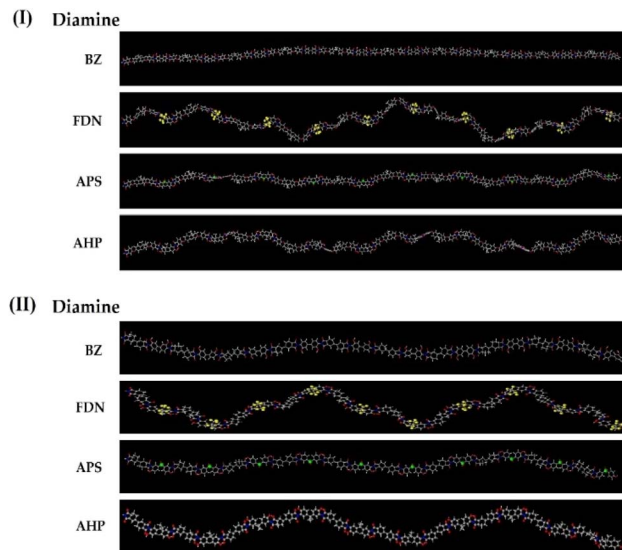 (I) Diamine
BZ
FDN
APS
AHP
(II) Diamine
BZ
FDN
APS
AHP